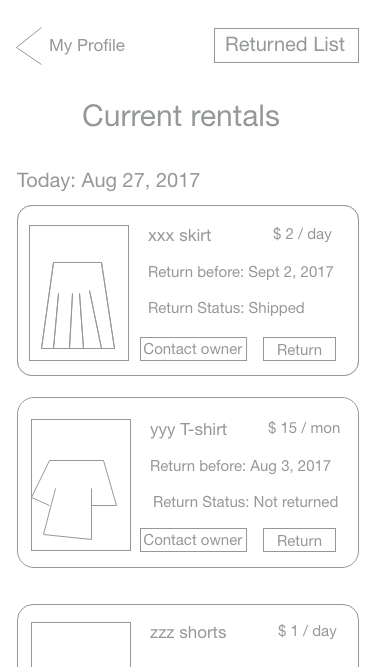 My Profile
Returned List
Current rentals
Today: Aug 27, 2017
xxx skirt
$ 2 / day
Return before: Sept 2, 2017
Return Status: Shipped
Contact owner
Return
yyy T-shirt
$ 15 / mon
Return before: Aug 3, 2017
Return Status: Not returned
Contact owner
Return
zzz shorts
$ 1 / day